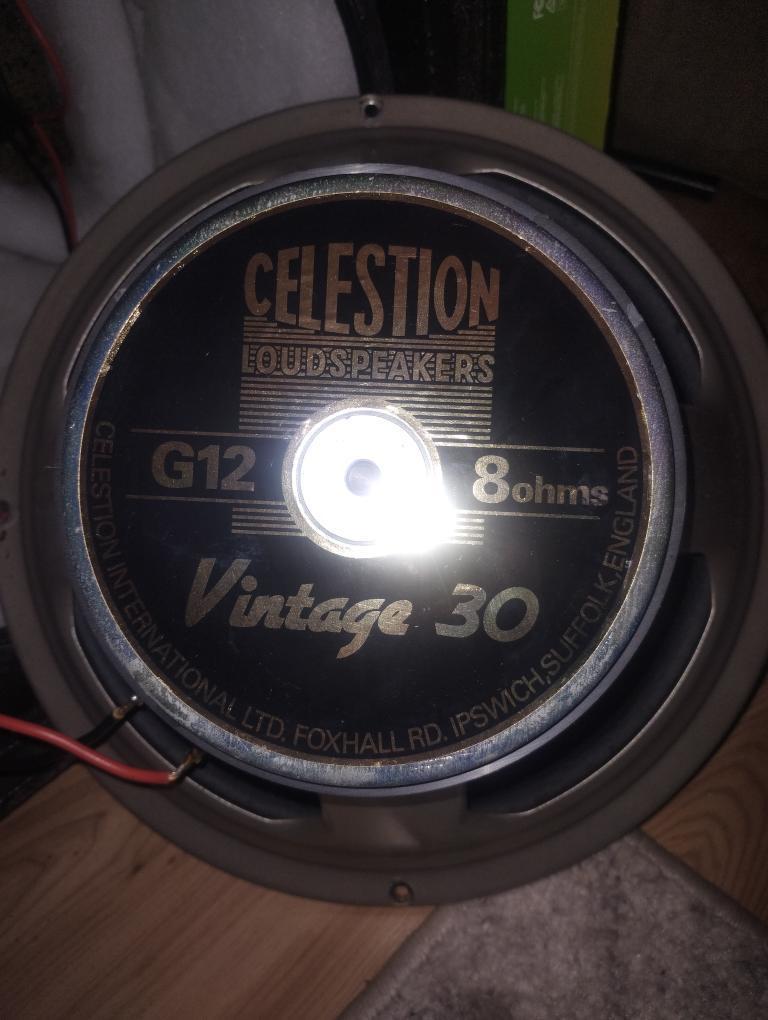 CELESTION
LOUDSPEAKERS
G12
8ohms
Vintage 30
CELESTION INTERNATIONAL LTD. FOXHALL RD. IPSWICH, SUFFOLK, ENGLAND